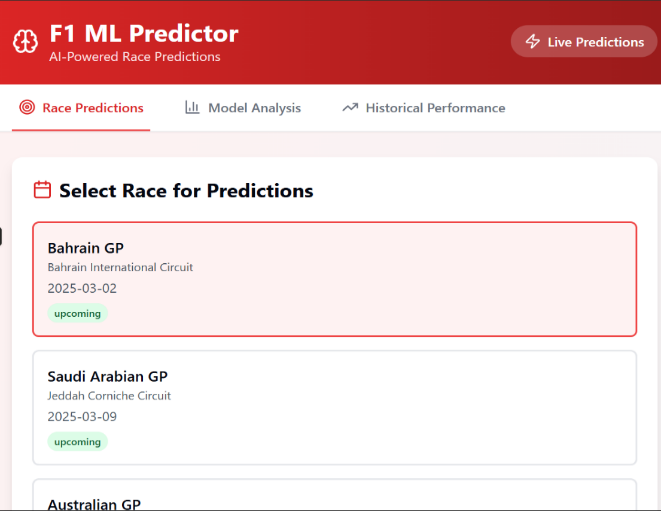 F1 ML Predictor
AI-Powered Race Predictions
Live Predictions
Race Predictions
Model Analysis
Historical Performance
Select Race for Predictions
Bahrain GP
Bahrain International Circuit
2025-03-02
upcoming
Saudi Arabian GP
Jeddah Corniche Circuit
2025-03-09
upcoming
Australian GP